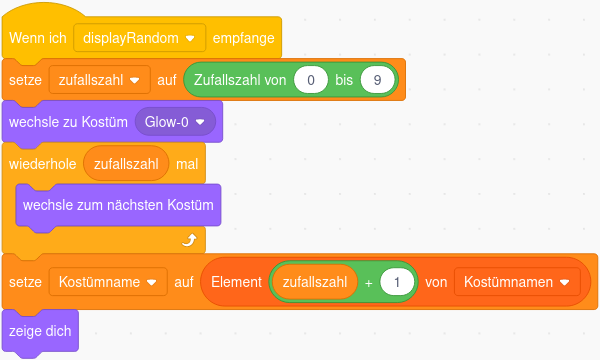 Wenn ich displayRandom empfange
setze zufallszahl auf Zufallszahl von 0 bis 9
wechsle zu Kostüm Glow-0
wiederhole zufallszahl mal
wechsle zum nächsten Kostüm
setze Kostümname auf Element zufallszahl + 1 von Kostümnamen
zeige dich